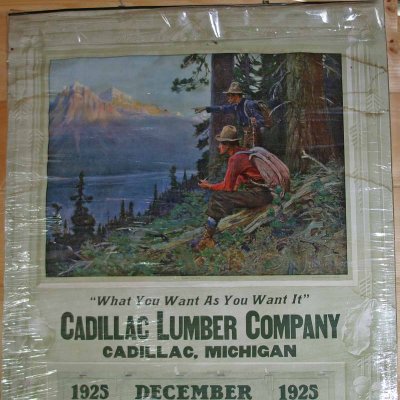 "What You Want As You Want It"
CADILLAC LUMBER COMPANY
CADILLAC, MICHIGAN
1925 DECEMBER 1925